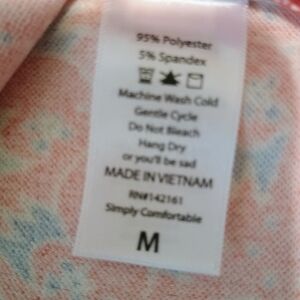 95% Polyester
5% Spandex
Machine Wash Cold
Gentle Cycle
Do Not Bleach
Hang Dry
or you'll be sad
MADE IN VIETNAM
RN#142161
Simply Comfortable
M